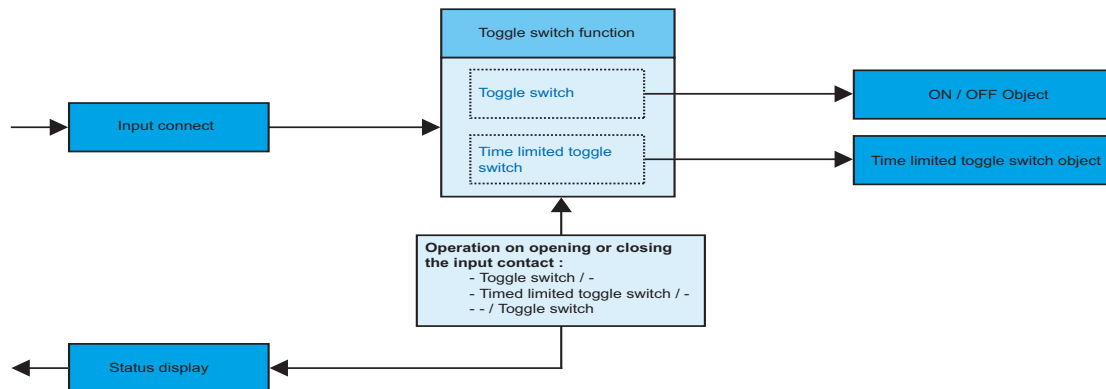 Toggle switch function
Toggle switch
ON / OFF Object
Input connect
Time limited toggle
switch
Time limited toggle switch object
Operation on opening or closing
the input contact :
- Toggle switch / -
- Timed limited toggle switch / -
- - / Toggle switch
Status display